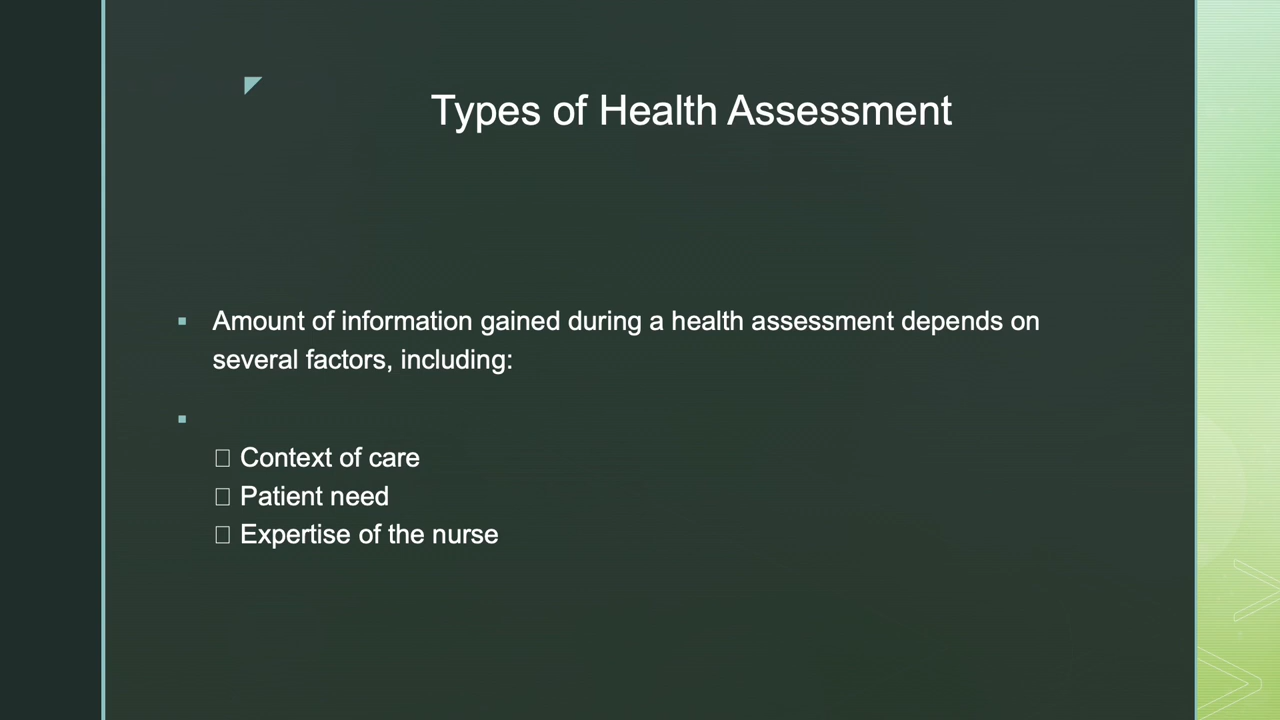 Types of Health Assessment
▪ Amount of information gained during a health assessment depends on
several factors, including:
▪
□ Context of care
□ Patient need
□ Expertise of the nurse